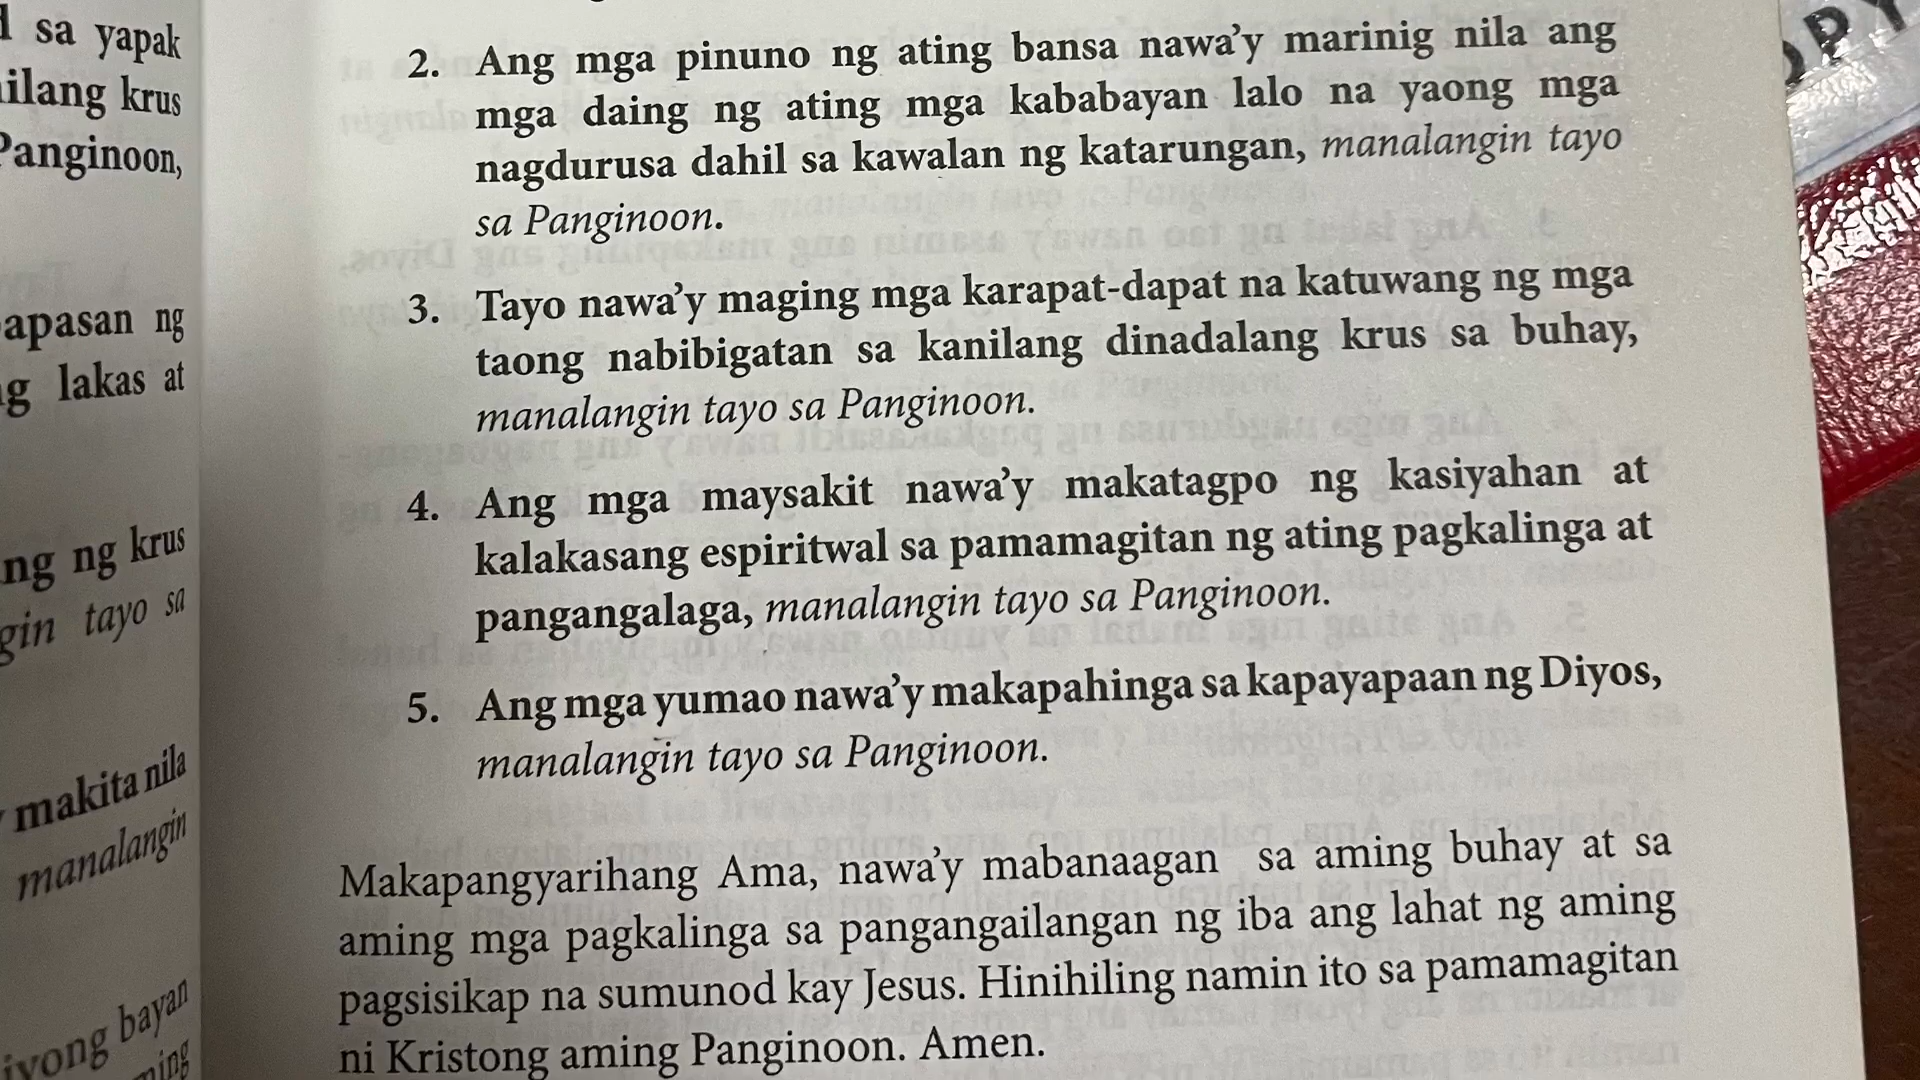 sa yapak
krus
Panginoon,
ng
lakas at
ng krus
tayo sa
makita nila
manalangin
bayan
2. Ang mga pinuno ng ating bansa nawa’y marinig nila ang
mga daing ng ating mga kababayan lalo na yaong mga
nagdurusa dahil sa kawalan ng katarungan, manalangin tayo
sa Panginoon.
3. Tayo nawa’y maging mga karapat-dapat na katuwang ng mga
taong nabibigatan sa kanilang dinadalang krus sa buhay,
manalangin tayo sa Panginoon.
4. Ang mga maysakit nawa’y makatagpo ng kasiyahan at
kalakasang espiritwal sa pamamagitan ng ating pagkalinga at
pangangalaga, manalangin tayo sa Panginoon.
5. Ang mga yumao nawa’y makapahinga sa kapayapaan ng Diyos,
manalangin tayo sa Panginoon.
Makapangyarihang Ama, nawa’y mabanaagan sa aming buhay at sa
aming mga pagkalinga sa pangangailangan ng iba ang lahat ng aming
pagsisikap na sumunod kay Jesus. Hinihiling namin ito sa pamamagitan
ni Kristong aming Panginoon. Amen.